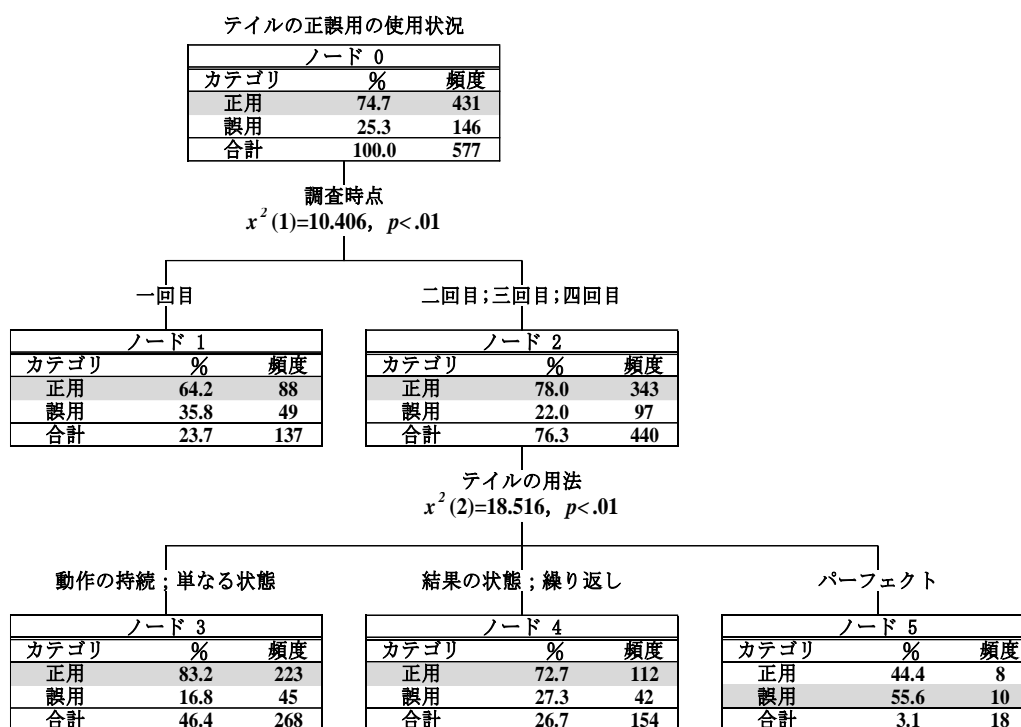 テイルの正誤用の使用状況
ノード 0
カテゴリ % 頻度
正用 74.7 431
誤用 25.3 146
合計 100.0 577
調査時点
x²(1)=10.406, p<.01
一回目 二回目;三回目;四回目
ノード 1 ノード 2
カテゴリ % 頻度 カテゴリ % 頻度
正用 64.2 88 正用 78.0 343
誤用 35.8 49 誤用 22.0 97
合計 23.7 137 合計 76.3 440
テイルの用法
x²(2)=18.516, p<.01
動作の持続;単なる状態 結果の状態;繰り返し パーフェクト
ノード 3 ノード 4 ノード 5
カテゴリ % 頻度 カテゴリ % 頻度 カテゴリ % 頻度
正用 83.2 223 正用 72.7 112 正用 44.4 8
誤用 16.8 45 誤用 27.3 42 誤用 55.6 10
合計 46.4 268 合計 26.7 154 合計 3.1 18